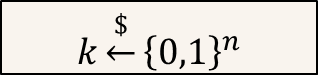 $
k ← {0,1}ⁿ